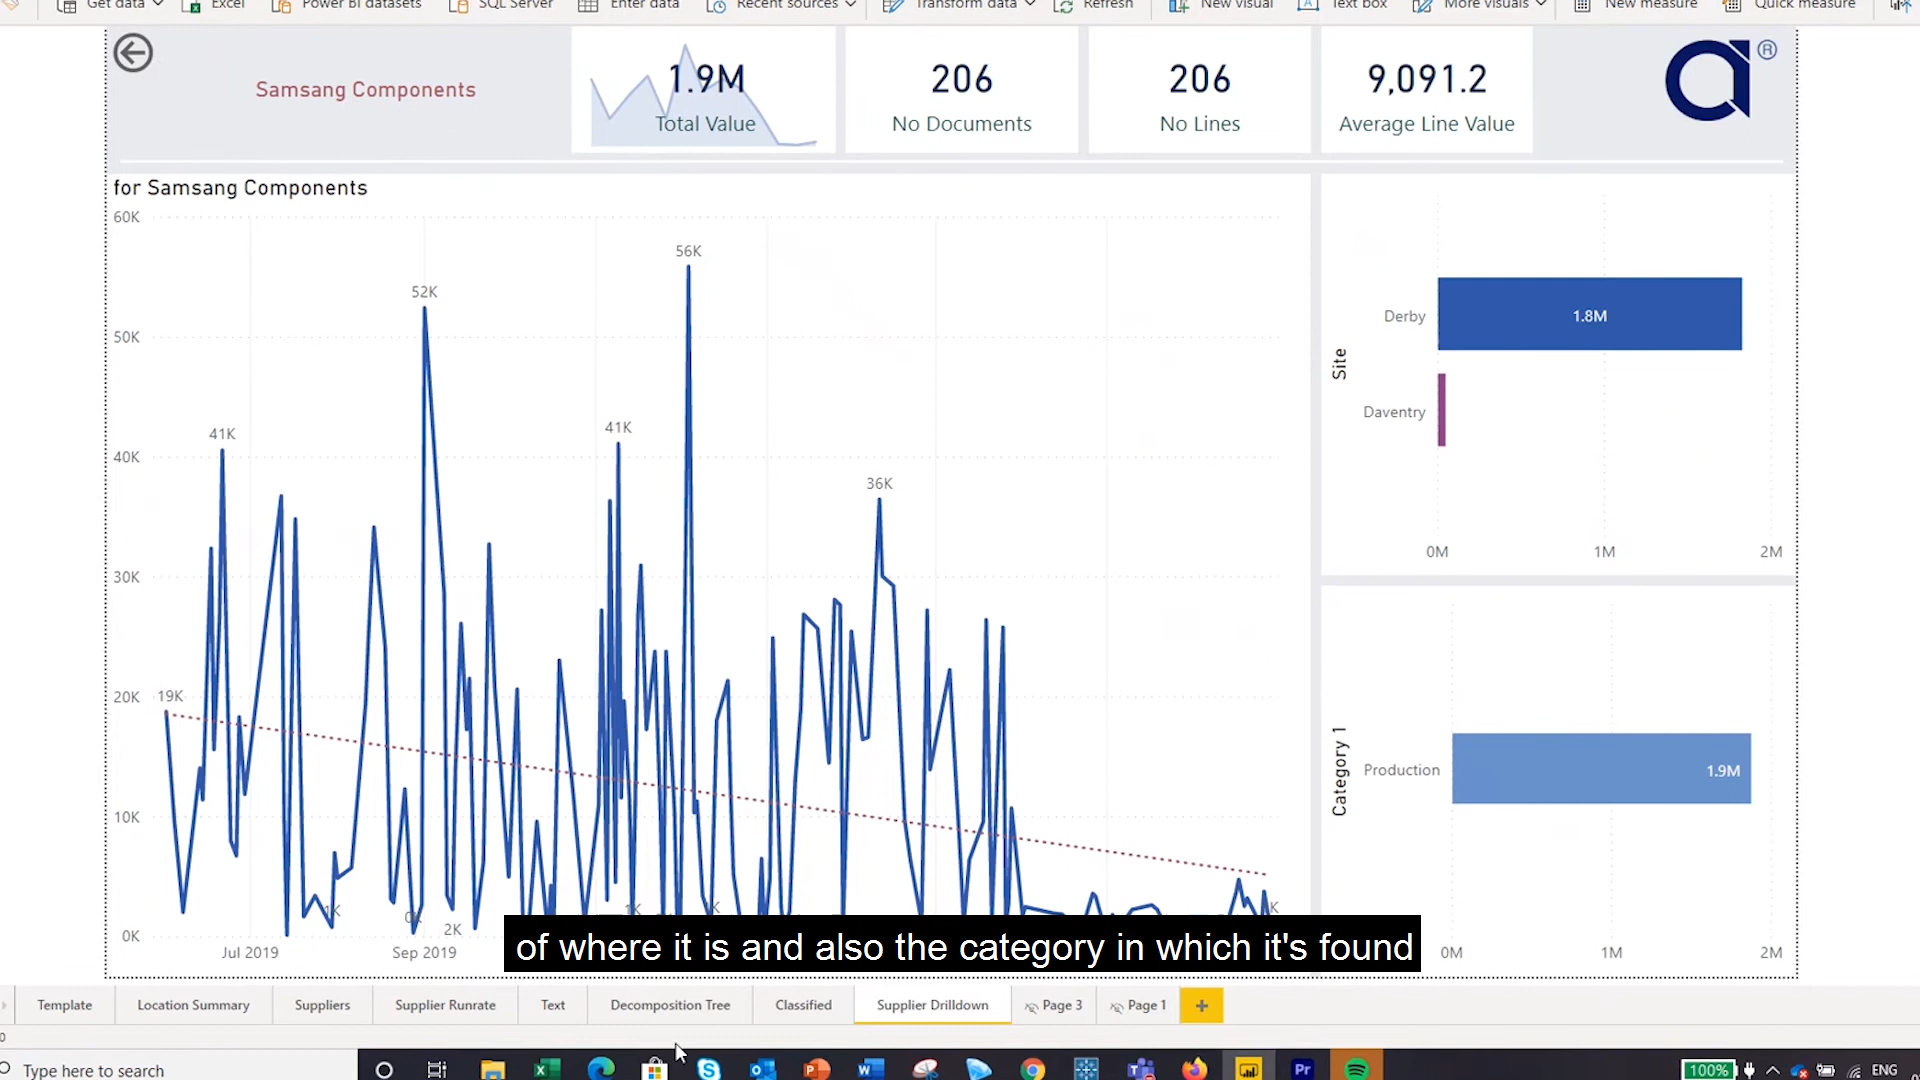 Get data
Excel
Power BI datasets
SQL Server
Enter data
Recent sources
Transform data
Refresh
New visual
Text box
More visuals
New measure
Quick measure
Samsang Components
1.9M
Total Value
206
No Documents
206
No Lines
9,091.2
Average Line Value
®
for Samsang Components
60K
50K
40K
30K
20K
10K
0K
19K
41K
52K
41K
56K
36K
1K
0K
2K
1K
1K
K
Jul 2019
Sep 2019
Site
Derby
1.8M
Daventry
0M
1M
2M
Category 1
Production
1.9M
0M
1M
2M
of where it is and also the category in which it's found
Template
Location Summary
Suppliers
Supplier Runrate
Text
Decomposition Tree
Classified
Supplier Drilldown
Page 3
Page 1
+
Type here to search
100%
ENG